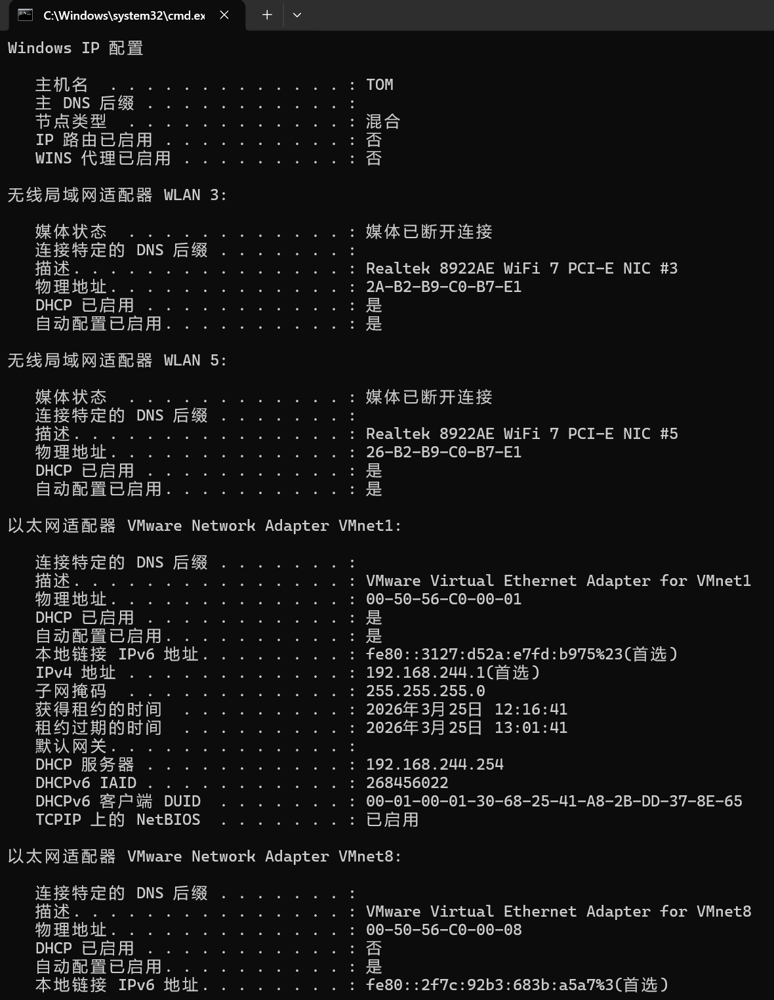 C:\Windows\system32\cmd.ex
Windows IP 配置
主机名  . . . . . . . . . . . . . : TOM
主 DNS 后缀 . . . . . . . . . . . :
节点类型  . . . . . . . . . . . . : 混合
IP 路由已启用 . . . . . . . . . . : 否
WINS 代理已启用 . . . . . . . . . : 否
无线局域网适配器 WLAN 3:
媒体状态  . . . . . . . . . . . . : 媒体已断开连接
连接特定的 DNS 后缀 . . . . . . . :
描述. . . . . . . . . . . . . . . : Realtek 8922AE WiFi 7 PCI-E NIC #3
物理地址. . . . . . . . . . . . . : 2A-B2-B9-C0-B7-E1
DHCP 已启用 . . . . . . . . . . . : 是
自动配置已启用. . . . . . . . . . : 是
无线局域网适配器 WLAN 5:
媒体状态  . . . . . . . . . . . . : 媒体已断开连接
连接特定的 DNS 后缀 . . . . . . . :
描述. . . . . . . . . . . . . . . : Realtek 8922AE WiFi 7 PCI-E NIC #5
物理地址. . . . . . . . . . . . . : 26-B2-B9-C0-B7-E1
DHCP 已启用 . . . . . . . . . . . : 是
自动配置已启用. . . . . . . . . . : 是
以太网适配器 VMware Network Adapter VMnet1:
连接特定的 DNS 后缀 . . . . . . . :
描述. . . . . . . . . . . . . . . : VMware Virtual Ethernet Adapter for VMnet1
物理地址. . . . . . . . . . . . . : 00-50-56-C0-00-01
DHCP 已启用 . . . . . . . . . . . : 是
自动配置已启用. . . . . . . . . . : 是
本地链接 IPv6 地址. . . . . . . . : fe80::3127:d52a:e7fd:b975%23(首选)
IPv4 地址 . . . . . . . . . . . . : 192.168.244.1(首选)
子网掩码  . . . . . . . . . . . . : 255.255.255.0
获得租约的时间  . . . . . . . . . : 2026年3月25日 12:16:41
租约过期的时间  . . . . . . . . . : 2026年3月25日 13:01:41
默认网关. . . . . . . . . . . . . :
DHCP 服务器 . . . . . . . . . . . : 192.168.244.254
DHCPv6 IAID . . . . . . . . . . . : 268456022
DHCPv6 客户端 DUID  . . . . . . . : 00-01-00-01-30-68-25-41-A8-2B-DD-37-8E-65
TCPIP 上的 NetBIOS  . . . . . . . : 已启用
以太网适配器 VMware Network Adapter VMnet8:
连接特定的 DNS 后缀 . . . . . . . :
描述. . . . . . . . . . . . . . . : VMware Virtual Ethernet Adapter for VMnet8
物理地址. . . . . . . . . . . . . : 00-50-56-C0-00-08
DHCP 已启用 . . . . . . . . . . . : 否
自动配置已启用. . . . . . . . . . : 是
本地链接 IPv6 地址. . . . . . . . : fe80::2f7c:92b3:683b:a5a7%3(首选)